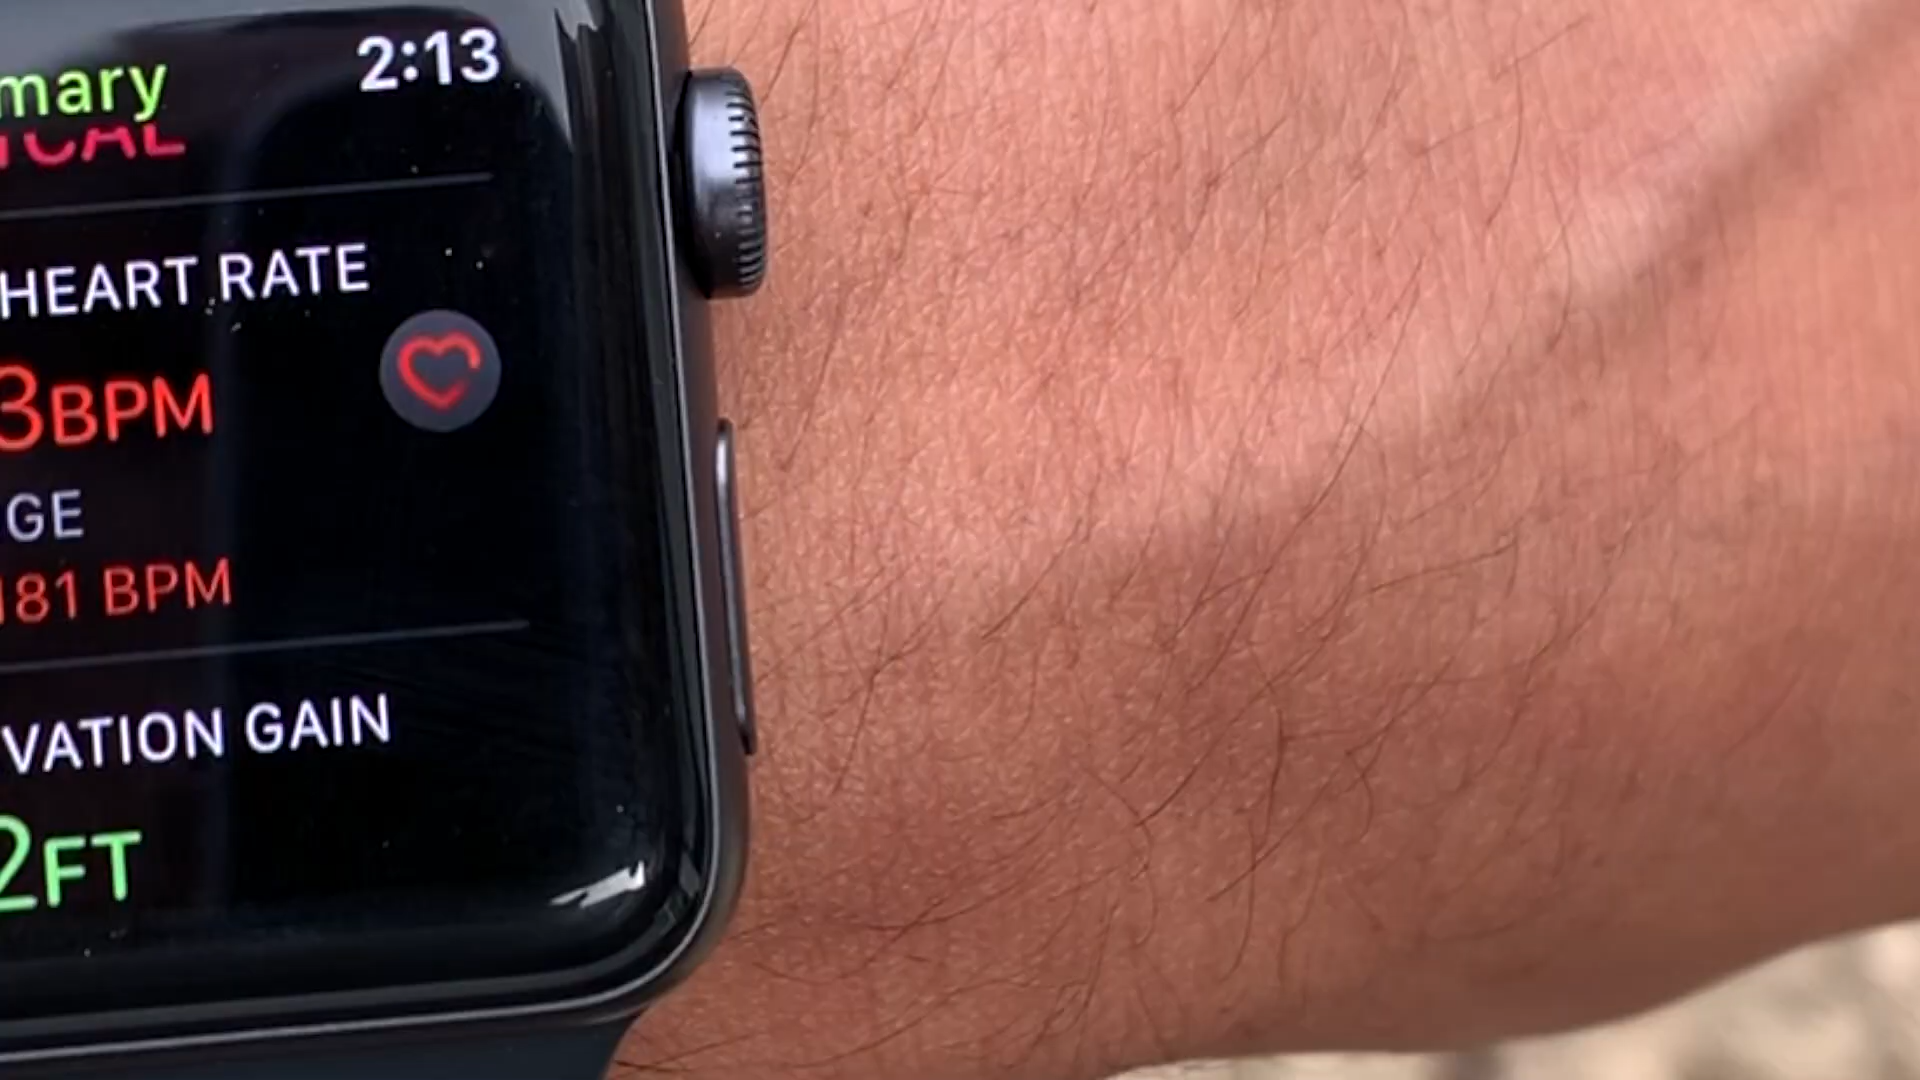 2:13
mary
HEART RATE
3BPM
GE
181 BPM
VATION GAIN
2FT